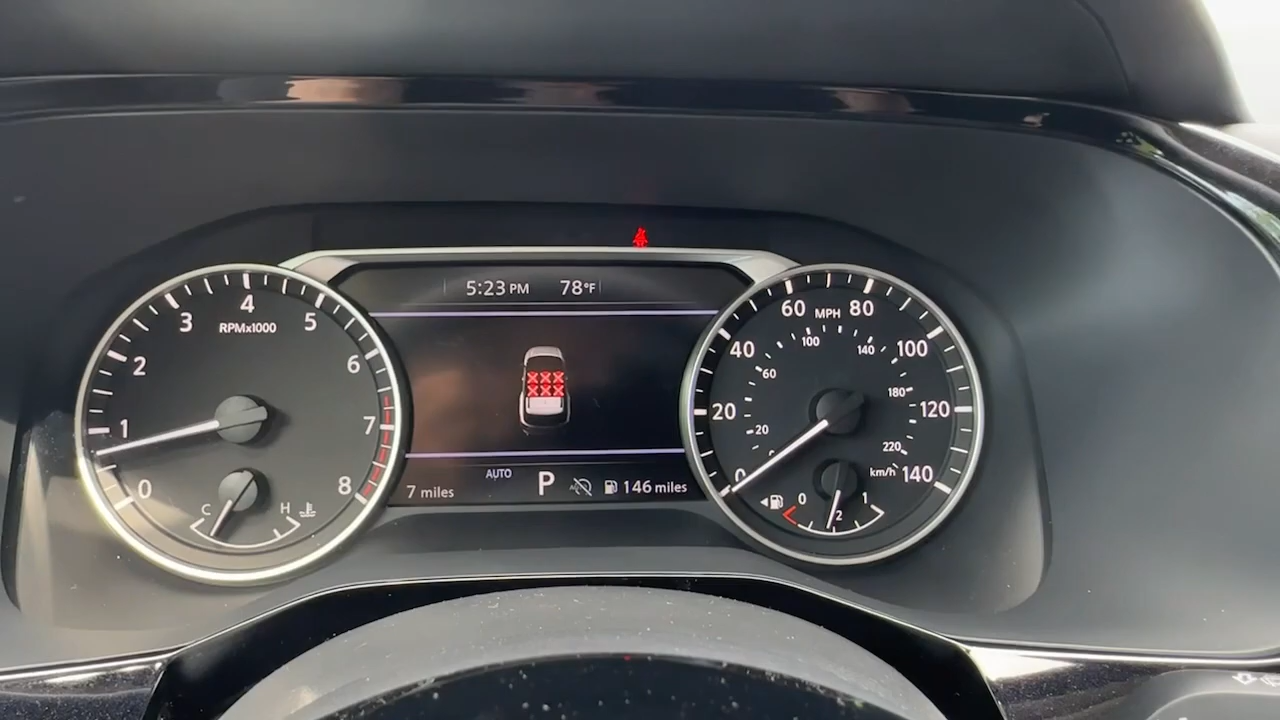 5:23 PM 78°F
0 1 2 3 4 5 6 7 8
RPMx1000
C H
7 miles AUTO P 146 miles
0 20 40 60 80 100 120 140
MPH
20 60 100 140 180 220
km/h
0 1/2 1